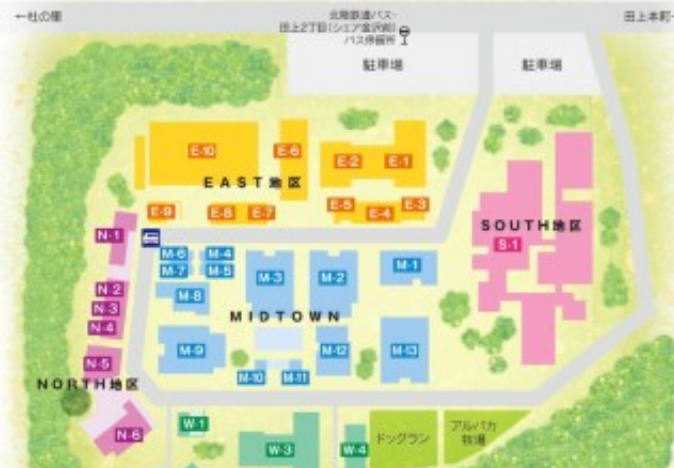 ←杜の里
北陸鉄道バス・
田上2丁目(シェア金沢前)
バス停留所
田上本町
駐車場
駐車場
E-10
E-6
E-2
E-1
EAST地区
E-9
E-8
E-7
E-5
E-4
E-3
SOUTH地区
S-1
N-1
N-2
N-3
N-4
N-5
NORTH地区
N-6
M-6
M-4
M-7
M-5
M-3
M-2
M-1
M-8
MIDTOWN
M-9
M-12
M-13
M-10
M-11
W-1
W-3
W-4
ドッグラン
アルパカ
牧場